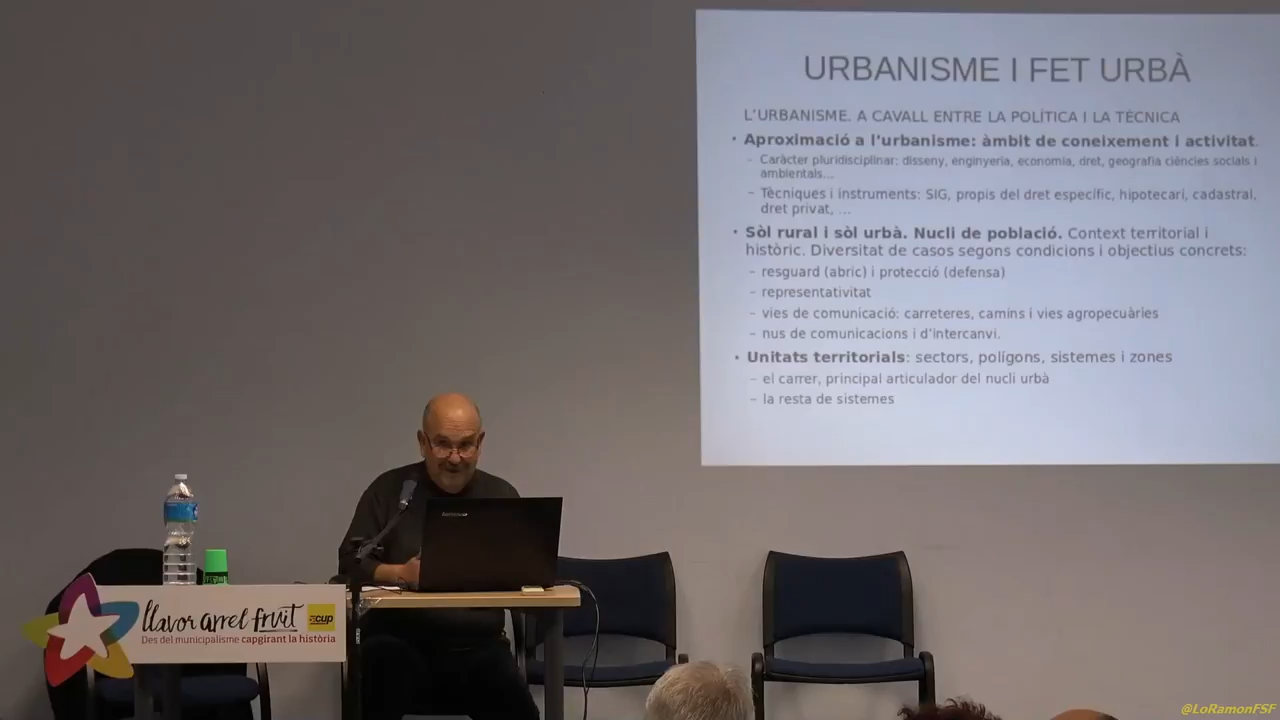 URBANISME I FET URBÀ
L'URBANISME. A CAVALL ENTRE LA POLÍTICA I LA TÈCNICA
• Aproximació a l'urbanisme: àmbit de coneixement i activitat.
– Caràcter pluridisciplinar: disseny, enginyeria, economia, dret, geografia ciències socials i
ambientals...
– Tècniques i instruments: SIG, propis del dret específic, hipotecari, cadastral,
dret privat, ...
• Sòl rural i sòl urbà. Nucli de població. Context territorial i
històric. Diversitat de casos segons condicions i objectius concrets:
– resguard (abric) i protecció (defensa)
– representativitat
– vies de comunicació: carreteres, camins i vies agropecuàries
– nus de comunicacions i d'intercanvi.
• Unitats territorials: sectors, polígons, sistemes i zones
– el carrer, principal articulador del nucli urbà
– la resta de sistemes
llavor arrel fruit
cup
Des del municipalisme capgirant la història
@LoRamonFSF